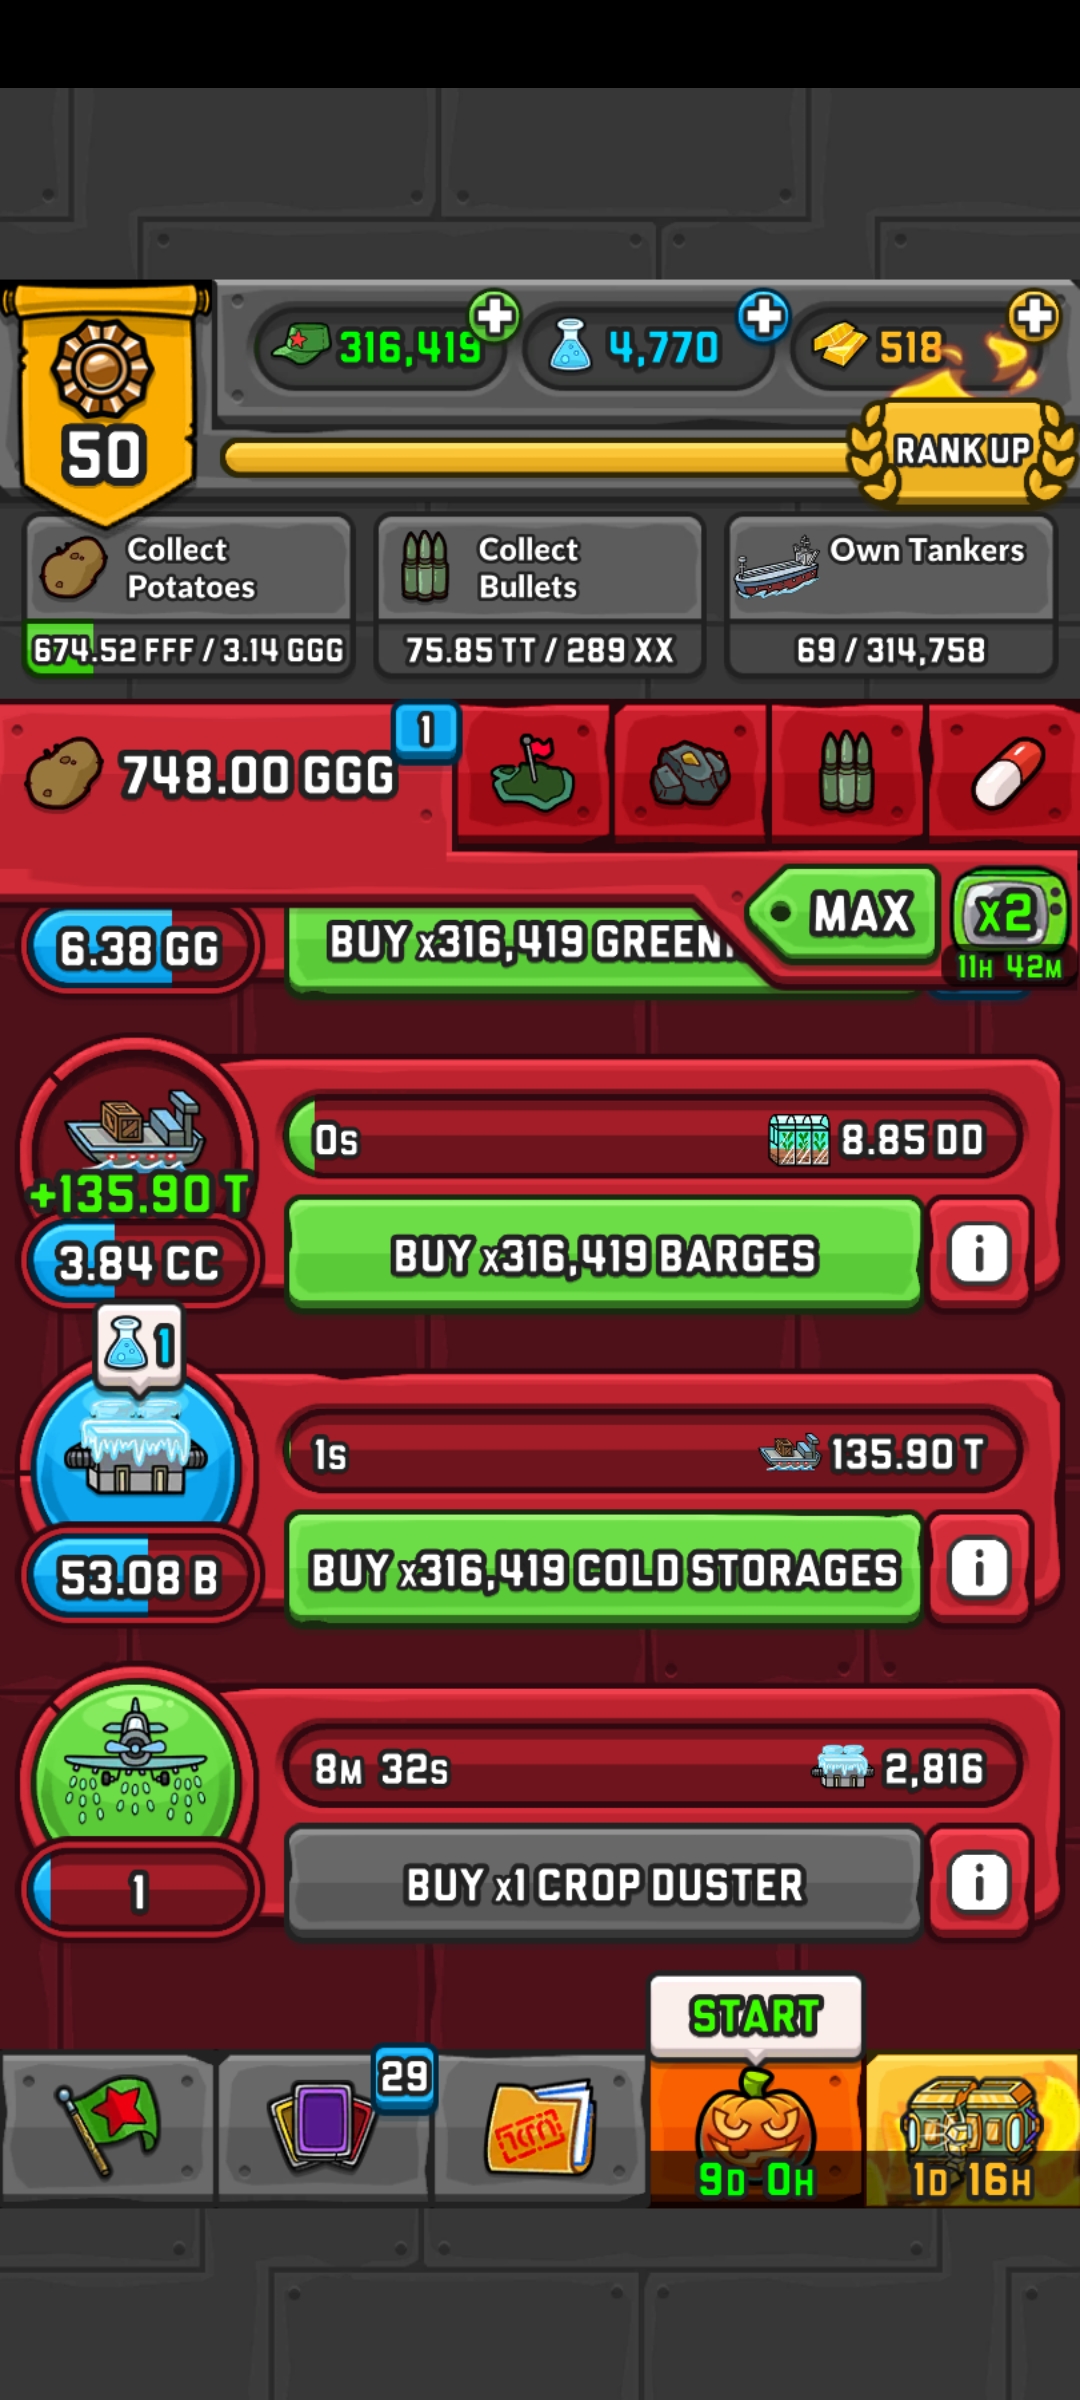 316,419
4,770
518
50
RANK UP
Collect
Potatoes
674.52 FFF / 3.14 GGG
Collect
Bullets
75.85 TT / 289 XX
Own Tankers
69 / 314,758
748.00 GGG
1
MAX
x2
11H 42M
6.38 GG
BUY x316,419
+135.90 T
3.84 CC
0s
8.85 DD
BUY x316,419 BARGES
i
1
53.08 B
1s
135.90 T
BUY x316,419 COLD STORAGES
i
1
8M 32s
2,816
BUY x1 CROP DUSTER
i
START
29
9D 0H
1D 16H